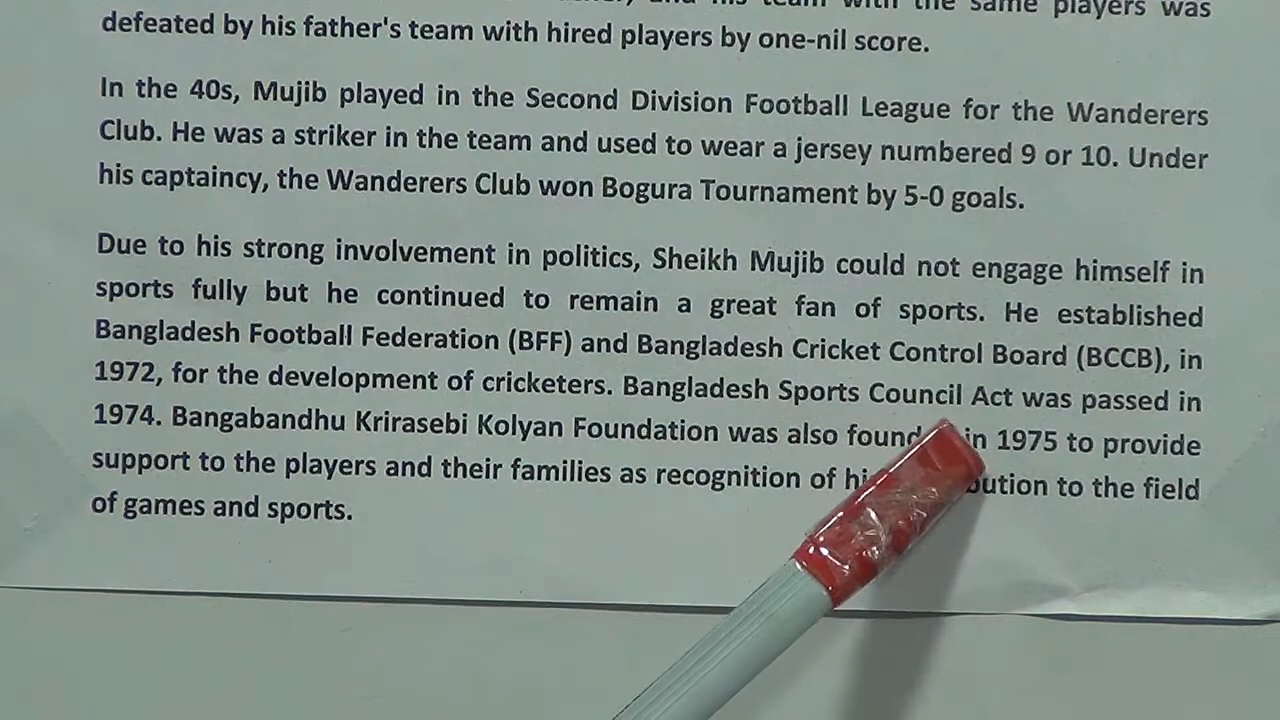 the same players was
defeated by his father's team with hired players by one-nil score.
In the 40s, Mujib played in the Second Division Football League for the Wanderers
Club. He was a striker in the team and used to wear a jersey numbered 9 or 10. Under
his captaincy, the Wanderers Club won Bogura Tournament by 5-0 goals.
Due to his strong involvement in politics, Sheikh Mujib could not engage himself in
sports fully but he continued to remain a great fan of sports. He established
Bangladesh Football Federation (BFF) and Bangladesh Cricket Control Board (BCCB), in
1972, for the development of cricketers. Bangladesh Sports Council Act was passed in
1974. Bangabandhu Krirasebi Kolyan Foundation was also in 1975 to provide
support to the players and their families as recognition of to the field
of games and sports.